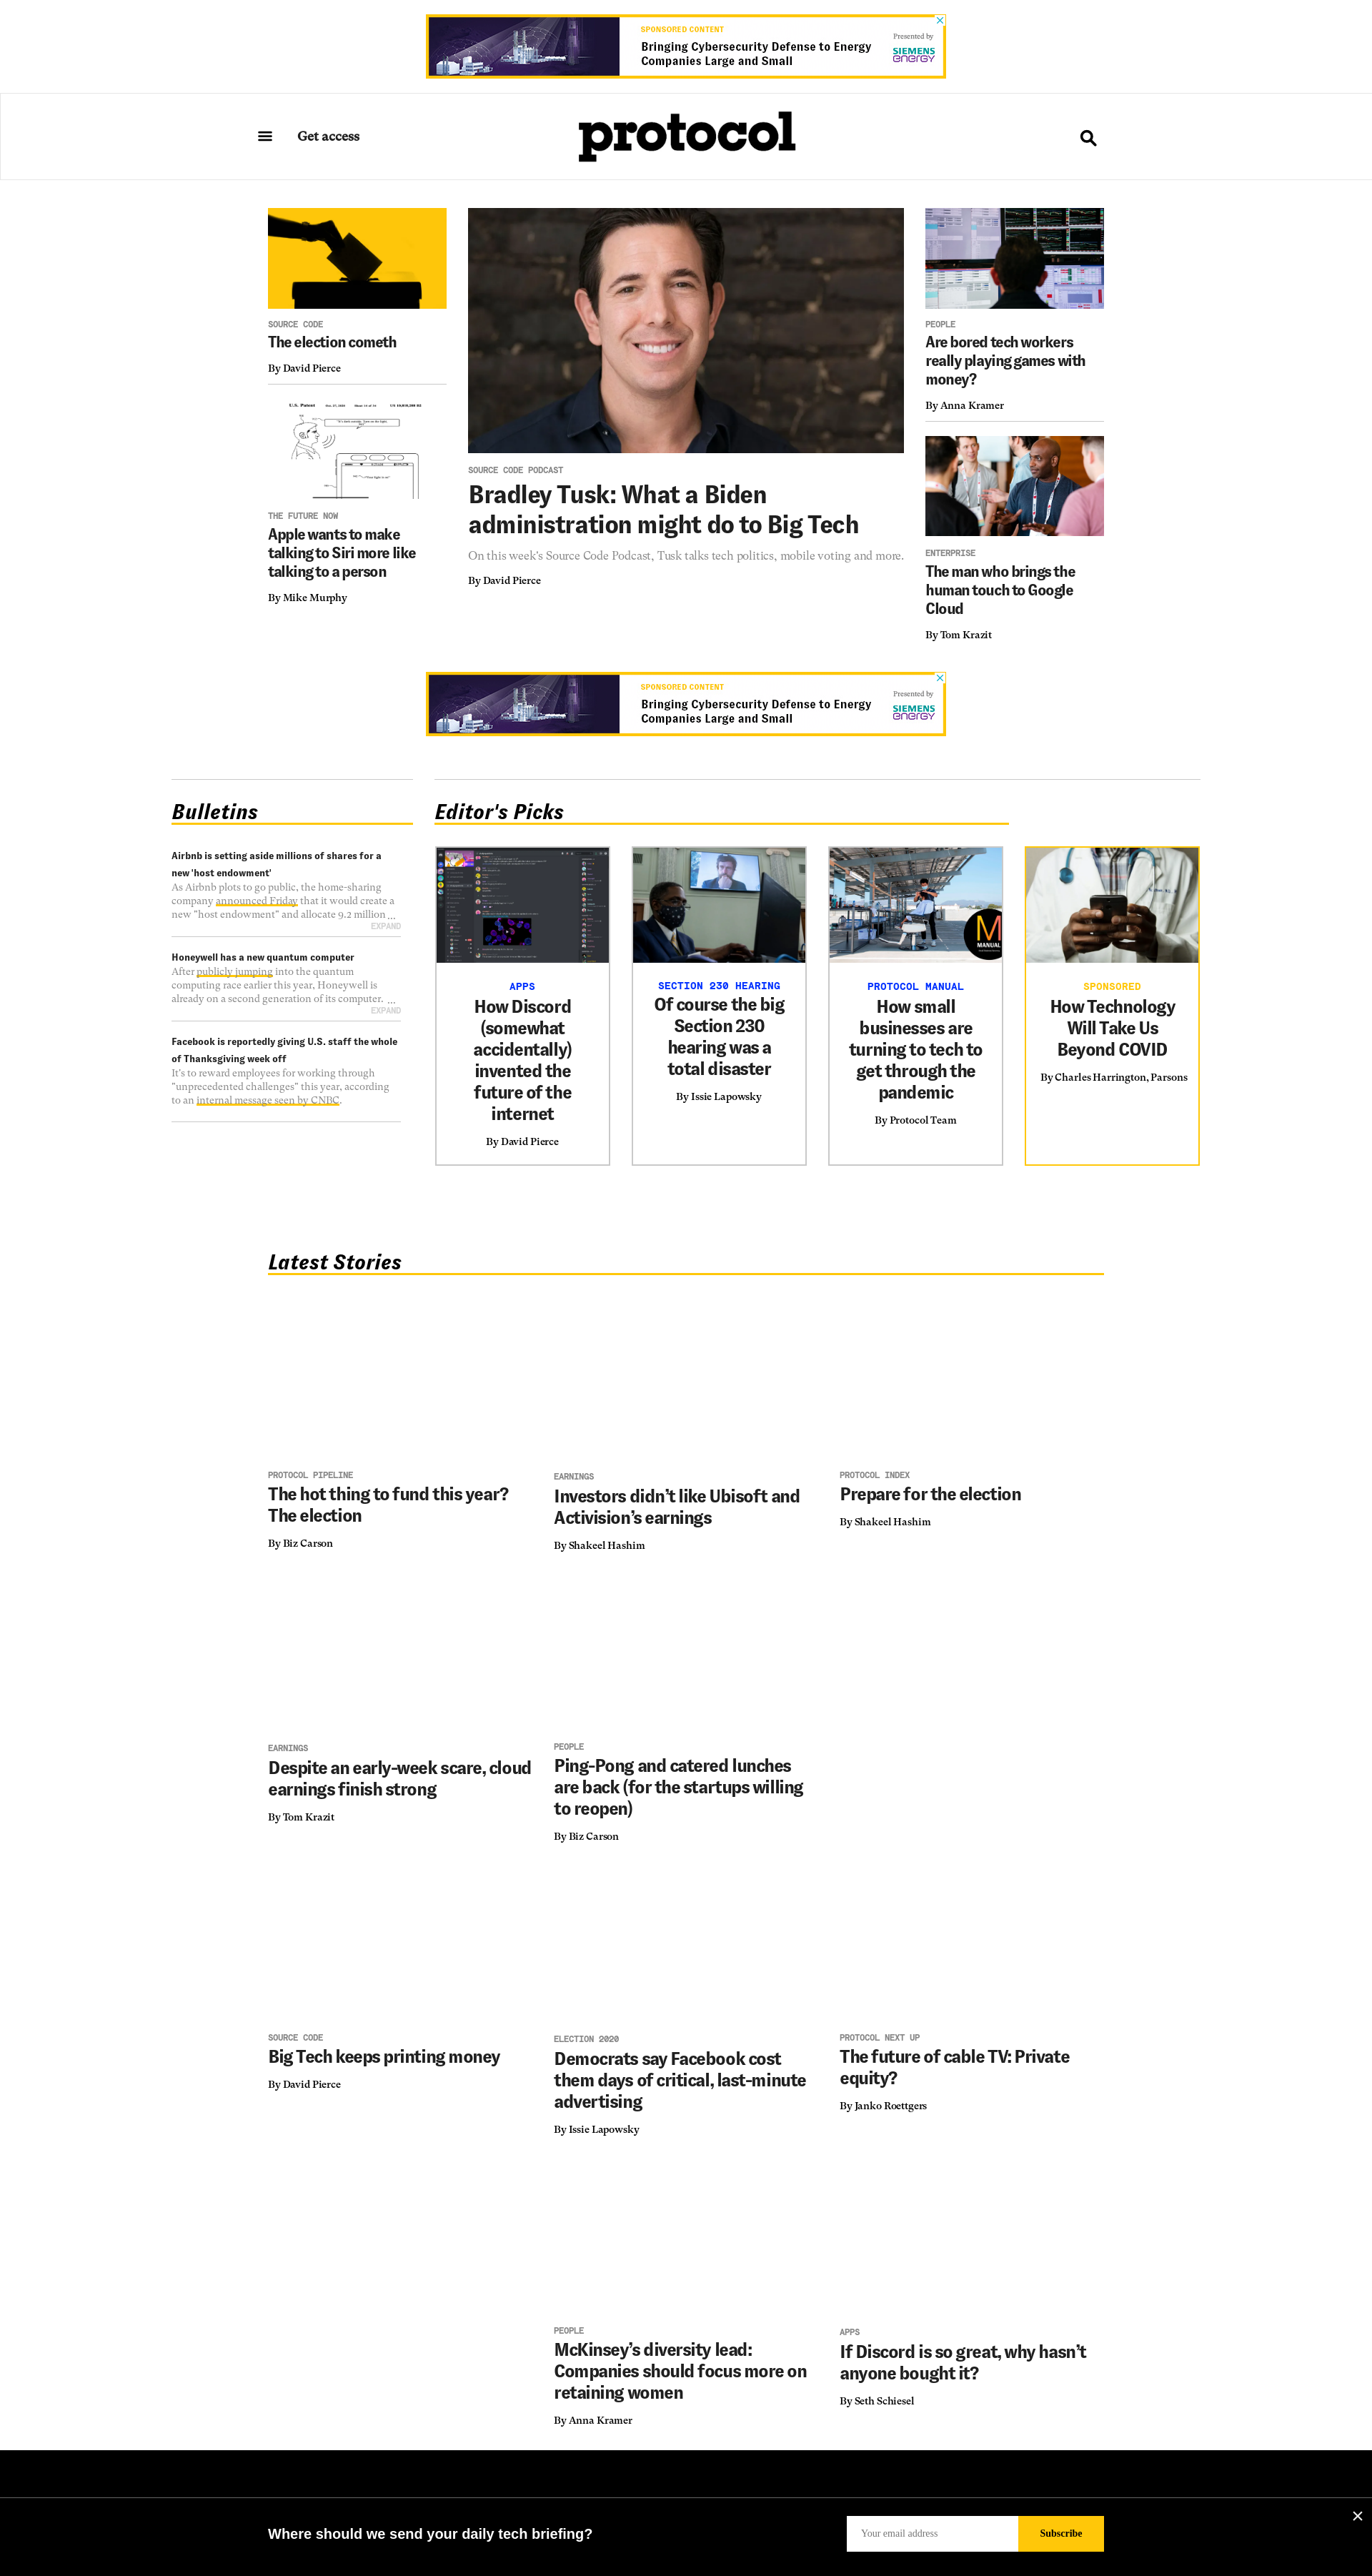 SPONSORED CONTENT
Bringing Cybersecurity Defense to Energy
Companies Large and Small
Presented by
SIEMENS
energy
Get access
protocol
SOURCE CODE
The election cometh
By David Pierce
U.S. Patent
THE FUTURE NOW
Apple wants to make
talking to Siri more like
talking to a person
By Mike Murphy
SOURCE CODE PODCAST
Bradley Tusk: What a Biden
administration might do to Big Tech
On this week's Source Code Podcast, Tusk talks tech politics, mobile voting and more.
By David Pierce
PEOPLE
Are bored tech workers
really playing games with
money?
By Anna Kramer
ENTERPRISE
The man who brings the
human touch to Google
Cloud
By Tom Krazit
SPONSORED CONTENT
Bringing Cybersecurity Defense to Energy
Companies Large and Small
Presented by
SIEMENS
energy
Bulletins
Airbnb is setting aside millions of shares for a
new 'host endowment'
As Airbnb plots to go public, the home-sharing
company announced Friday that it would create a
new "host endowment" and allocate 9.2 million ...
EXPAND
Honeywell has a new quantum computer
After publicly jumping into the quantum
computing race earlier this year, Honeywell is
already on a second generation of its computer. ...
EXPAND
Facebook is reportedly giving U.S. staff the whole
of Thanksgiving week off
It's to reward employees for working through
"unprecedented challenges" this year, according
to an internal message seen by CNBC.
Editor's Picks
APPS
How Discord
(somewhat
accidentally)
invented the
future of the
internet
By David Pierce
SECTION 230 HEARING
Of course the big
Section 230
hearing was a
total disaster
By Issie Lapowsky
M
MANUAL
PROTOCOL MANUAL
How small
businesses are
turning to tech to
get through the
pandemic
By Protocol Team
SPONSORED
How Technology
Will Take Us
Beyond COVID
By Charles Harrington, Parsons
Latest Stories
PROTOCOL PIPELINE
The hot thing to fund this year?
The election
By Biz Carson
EARNINGS
Investors didn’t like Ubisoft and
Activision’s earnings
By Shakeel Hashim
PROTOCOL INDEX
Prepare for the election
By Shakeel Hashim
EARNINGS
Despite an early-week scare, cloud
earnings finish strong
By Tom Krazit
PEOPLE
Ping-Pong and catered lunches
are back (for the startups willing
to reopen)
By Biz Carson
SOURCE CODE
Big Tech keeps printing money
By David Pierce
ELECTION 2020
Democrats say Facebook cost
them days of critical, last-minute
advertising
By Issie Lapowsky
PROTOCOL NEXT UP
The future of cable TV: Private
equity?
By Janko Roettgers
PEOPLE
McKinsey’s diversity lead:
Companies should focus more on
retaining women
By Anna Kramer
APPS
If Discord is so great, why hasn’t
anyone bought it?
By Seth Schiesel
Where should we send your daily tech briefing?
Your email address
Subscribe